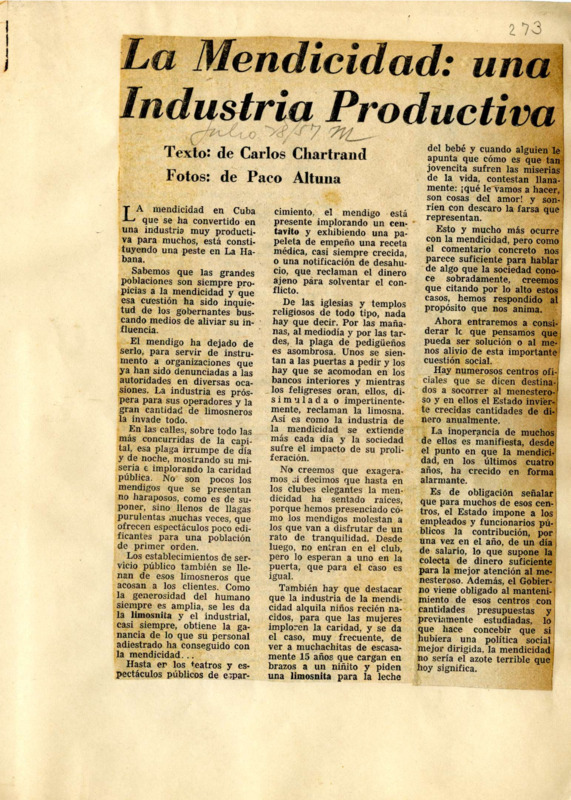 273
La Mendicidad: una
Industria Productiva
Julio 28/57 M
Texto: de Carlos Chartrand
Fotos: de Paco Altuna
LA mendicidad en Cuba
que se ha convertido en
una industria muy producti-
va para muchos, está consti-
tuyendo una peste en La Ha-
bana.
Sabemos que las grandes
poblaciones son siempre pro-
picias a la mendicidad y que
esa cuestión ha sido inquie-
tud de los gobernantes bus-
cando medios de aliviar su in-
fluencia.
El mendigo ha dejado de
serlo, para servir de instru-
mento a organizaciones que
ya han sido denunciadas a las
autoridades en diversas oca-
siones. La industria es prós-
pera para sus operadores y la
gran cantidad de limosneros
la invade todo.
En las calles, sobre todo las
más concurridas de la capi-
tal, esa plaga irrumpe de día
y de noche, mostrando su mi-
seria e implorando la caridad
pública. No son pocos los
mendigos que se presentan
no haraposos, como es de su-
poner, sino llenos de llagas
purulentas muchas veces, que
ofrecen espectáculos poco edi-
ficantes para una población
de primer orden.
Los establecimientos de ser-
vicio público también se lle-
nan de esos limosneros que
acosan a los clientes. Como
la generosidad del humano
siempre es amplia, se les da
la limosnita y el industrial,
casi siempre, obtiene la ga-
nancia de lo que su personal
adiestrado ha conseguido con
la mendicidad...
Hasta en los teatros y es-
pectáculos públicos de espar-
cimiento, el mendigo está
presente implorando un cen-
tavito y exhibiendo una pa-
peleta de empeño una receta
médica, casi siempre crecida,
o una notificación de desahu-
cio, que reclaman el dinero
ajeno para solventar el con-
flicto.
De las iglesias y templos
religiosos de todo tipo, nada
hay que decir. Por las maña-
nas, al mediodía y por las tar-
des, la plaga de pedigüeños
es asombrosa. Unos se sien-
tan a las puertas a pedir y los
hay que se acomodan en los
bancos interiores y mientras
los feligreses oran, ellos, di-
simulada o impertinente-
mente, reclaman la limosna.
Así es como la industria de
la mendicidad se extiende
más cada día y la sociedad
sufre el impacto de su proli-
feración.
No creemos que exagera-
mos si decimos que hasta en
los clubes elegantes la mendi-
cidad ha sentado raíces,
porque hemos presenciado có-
mo los mendigos molestan a
los que van a disfrutar de un
rato de tranquilidad. Desde
luego, no entran en el club,
pero lo esperan a uno en la
puerta, que para el caso es
igual.
También hay que destacar
que la industria de la mendi-
cidad alquila niños recién na-
cidos, para que las mujeres
imploren la caridad, y se da
el caso, muy frecuente, de
ver a muchachitas de escasa-
mente 15 años que cargan en
brazos a un niñito y piden
una limosnita para la leche
del bebé y cuando alguien le
apunta que cómo es que tan
jovencita sufren las miserias
de la vida, contestan llana-
mente: ¡qué le vamos a hacer,
son cosas del amor! y son-
ríen con descaro la farsa que
representan.
Esto y mucho más ocurre
con la mendicidad, pero como
el comentario concreto nos
parece suficiente para hablar
de algo que la sociedad cono-
ce sobradamente, creemos
que citando por lo alto estos
casos, hemos respondido al
propósito que nos anima.
Ahora entraremos a consi-
derar lo que pensamos que
pueda ser solución o al me-
nos alivio de esta importante
cuestión social.
Hay numerosos centros ofi-
ciales que se dicen destina-
dos a socorrer al menestero-
so y en ellos el Estado invier-
te crecidas cantidades de di-
nero anualmente.
La inoperancia de muchos
de ellos es manifiesta, desde
el punto en que la mendici-
dad, en los últimos cuatro
años, ha crecido en forma
alarmante.
Es de obligación señalar
que para muchos de esos cen-
tros, el Estado impone a los
empleados y funcionarios pú-
blicos la contribución, por
una vez en el año, de un día
de salario, lo que supone la
colecta de dinero suficiente
para la mejor atención al me-
nesteroso. Además, el Gobier-
no viene obligado al manteni-
miento de esos centros con
cantidades presupuestas y
previamente estudiadas, lo
que hace concebir que si
hubiera una política social
mejor dirigida, la mendicidad
no sería el azote terrible que
hoy significa.